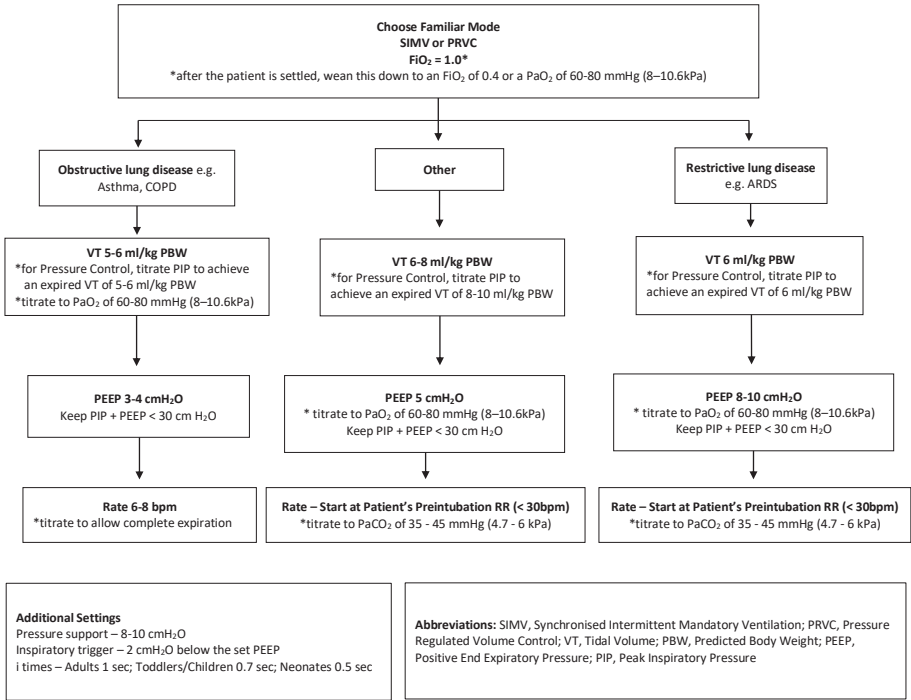 Choose Familiar Mode
SIMV or PRVC
FiO₂ = 1.0*
*after the patient is settled, wean this down to an FiO₂ of 0.4 or a PaO₂ of 60-80 mmHg (8–10.6kPa)
Obstructive lung disease e.g.
Asthma, COPD
Other
Restrictive lung disease
e.g. ARDS
VT 5-6 ml/kg PBW
*for Pressure Control, titrate PIP to achieve
an expired VT of 5-6 ml/kg PBW
*titrate to PaO₂ of 60-80 mmHg (8–10.6kPa)
VT 6-8 ml/kg PBW
*for Pressure Control, titrate PIP to
achieve an expired VT of 8-10 ml/kg PBW
VT 6 ml/kg PBW
*for Pressure Control, titrate PIP to
achieve an expired VT of 6 ml/kg PBW
PEEP 3-4 cmH₂O
Keep PIP + PEEP < 30 cm H₂O
PEEP 5 cmH₂O
* titrate to PaO₂ of 60-80 mmHg (8–10.6kPa)
Keep PIP + PEEP < 30 cm H₂O
PEEP 8-10 cmH₂O
* titrate to PaO₂ of 60-80 mmHg (8–10.6kPa)
Keep PIP + PEEP < 30 cm H₂O
Rate 6-8 bpm
*titrate to allow complete expiration
Rate – Start at Patient's Preintubation RR (< 30bpm)
*titrate to PaCO₂ of 35 - 45 mmHg (4.7 - 6 kPa)
Rate – Start at Patient's Preintubation RR (< 30bpm)
*titrate to PaCO₂ of 35 - 45 mmHg (4.7 - 6 kPa)
Additional Settings
Pressure support – 8-10 cmH₂O
Inspiratory trigger – 2 cmH₂O below the set PEEP
i times – Adults 1 sec; Toddlers/Children 0.7 sec; Neonates 0.5 sec
Abbreviations: SIMV, Synchronised Intermittent Mandatory Ventilation; PRVC, Pressure
Regulated Volume Control; VT, Tidal Volume; PBW, Predicted Body Weight; PEEP,
Positive End Expiratory Pressure; PIP, Peak Inspiratory Pressure